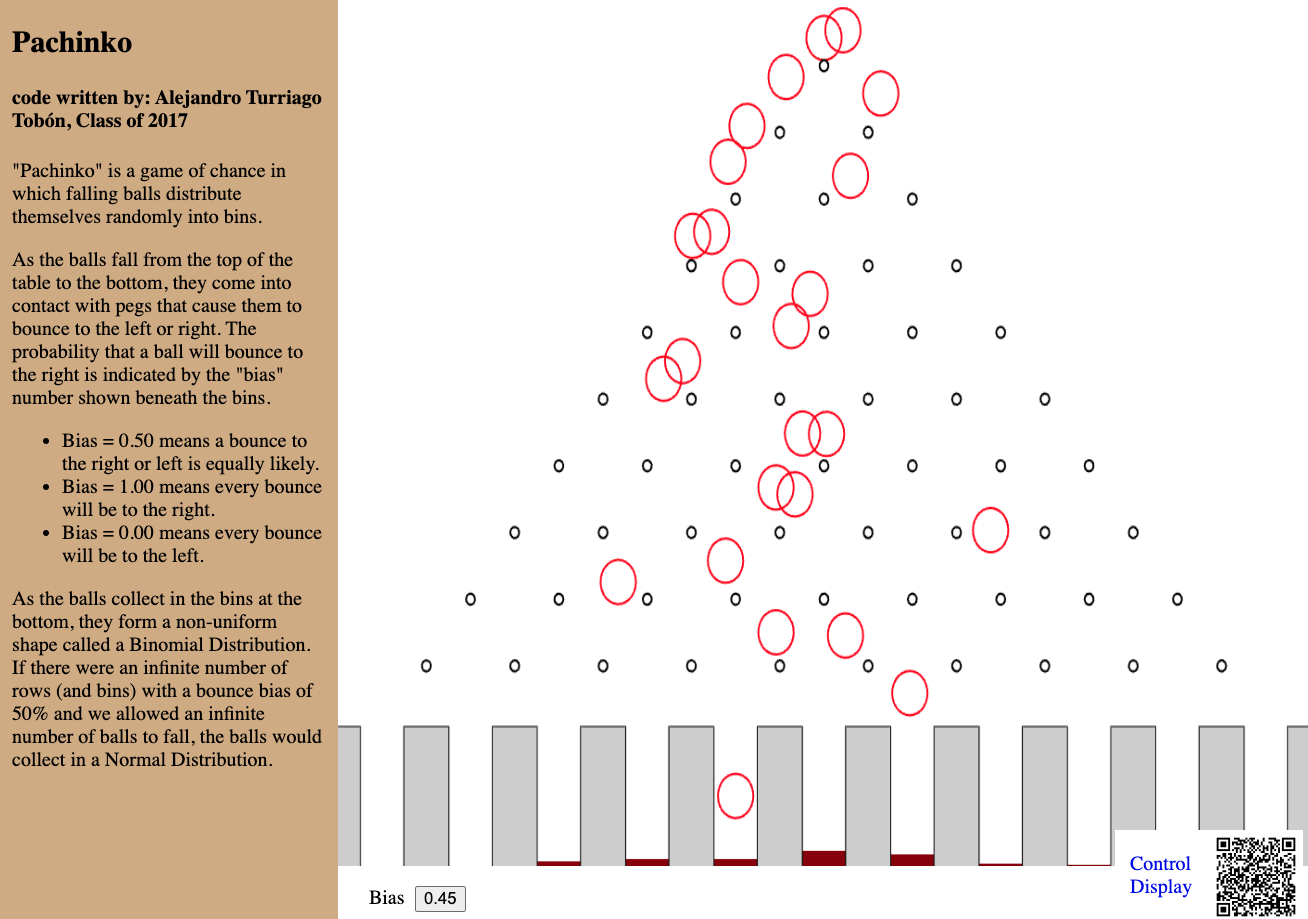 Pachinko
code written by: Alejandro Turriago
Tobón, Class of 2017
"Pachinko" is a game of chance in
which falling balls distribute
themselves randomly into bins.
As the balls fall from the top of the
table to the bottom, they come into
contact with pegs that cause them to
bounce to the left or right. The
probability that a ball will bounce to
the right is indicated by the "bias"
number shown beneath the bins.
• Bias = 0.50 means a bounce to
the right or left is equally likely.
• Bias = 1.00 means every bounce
will be to the right.
• Bias = 0.00 means every bounce
will be to the left.
As the balls collect in the bins at the
bottom, they form a non-uniform
shape called a Binomial Distribution.
If there were an infinite number of
rows (and bins) with a bounce bias of
50% and we allowed an infinite
number of balls to fall, the balls would
collect in a Normal Distribution.
Bias 0.45
Control
Display